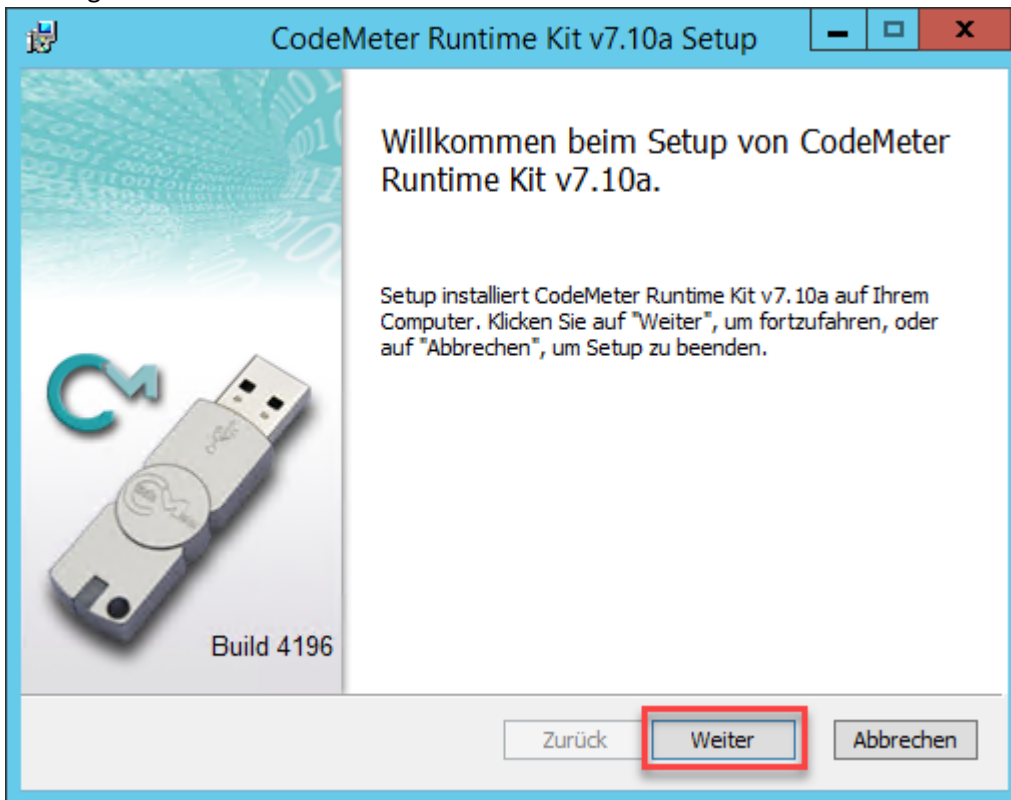 CodeMeter Runtime Kit v7.10a Setup
Willkommen beim Setup von CodeMeter
Runtime Kit v7.10a.
Setup installiert CodeMeter Runtime Kit v7.10a auf Ihrem
Computer. Klicken Sie auf "Weiter", um fortzufahren, oder
auf "Abbrechen", um Setup zu beenden.
CM
Build 4196
Zurück
Weiter
Abbrechen